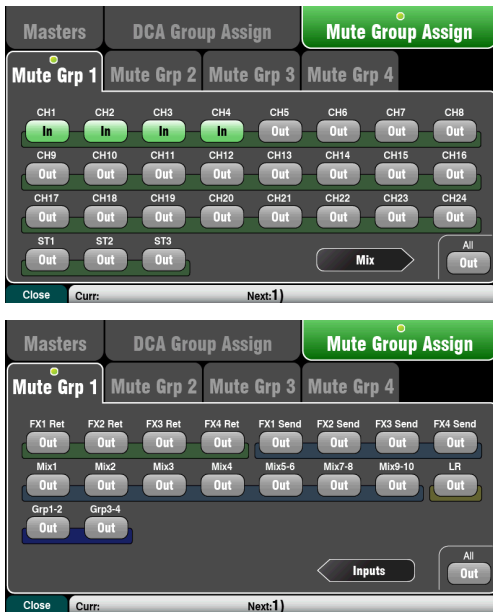 Masters DCA Group Assign Mute Group Assign
Mute Grp 1 Mute Grp 2 Mute Grp 3 Mute Grp 4
CH1 CH2 CH3 CH4 CH5 CH6 CH7 CH8
In In In In Out Out Out Out
CH9 CH10 CH11 CH12 CH13 CH14 CH15 CH16
Out Out Out Out Out Out Out Out
CH17 CH18 CH19 CH20 CH21 CH22 CH23 CH24
Out Out Out Out Out Out Out Out
ST1 ST2 ST3 All
Out Out Out Mix Out
Close Curr: Next:1)
Masters DCA Group Assign Mute Group Assign
Mute Grp 1 Mute Grp 2 Mute Grp 3 Mute Grp 4
FX1 Ret FX2 Ret FX3 Ret FX4 Ret FX1 Send FX2 Send FX3 Send FX4 Send
Out Out Out Out Out Out Out Out
Mix1 Mix2 Mix3 Mix4 Mix5-6 Mix7-8 Mix9-10 LR
Out Out Out Out Out Out Out Out
Grp1-2 Grp3-4
Out Out
All
Inputs Out
Close Curr: Next:1)